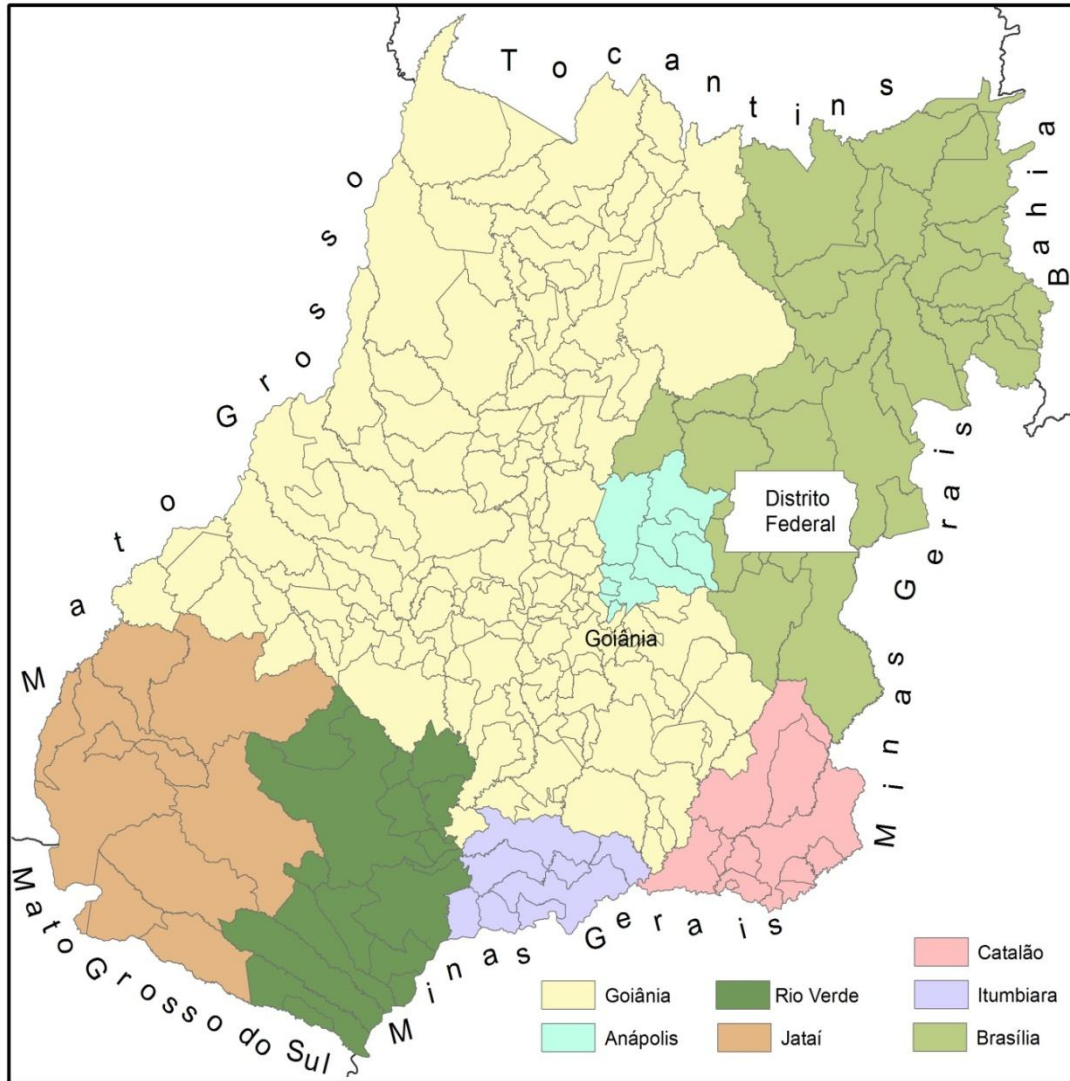 Tocantins
Bahia
Mato Grosso
Distrito
Federal
Minas Gerais
Goiânia
Mato Grosso do Sul
Minas Gerais
Catalão
Goiânia
Rio Verde
Itumbiara
Anápolis
Jataí
Brasília